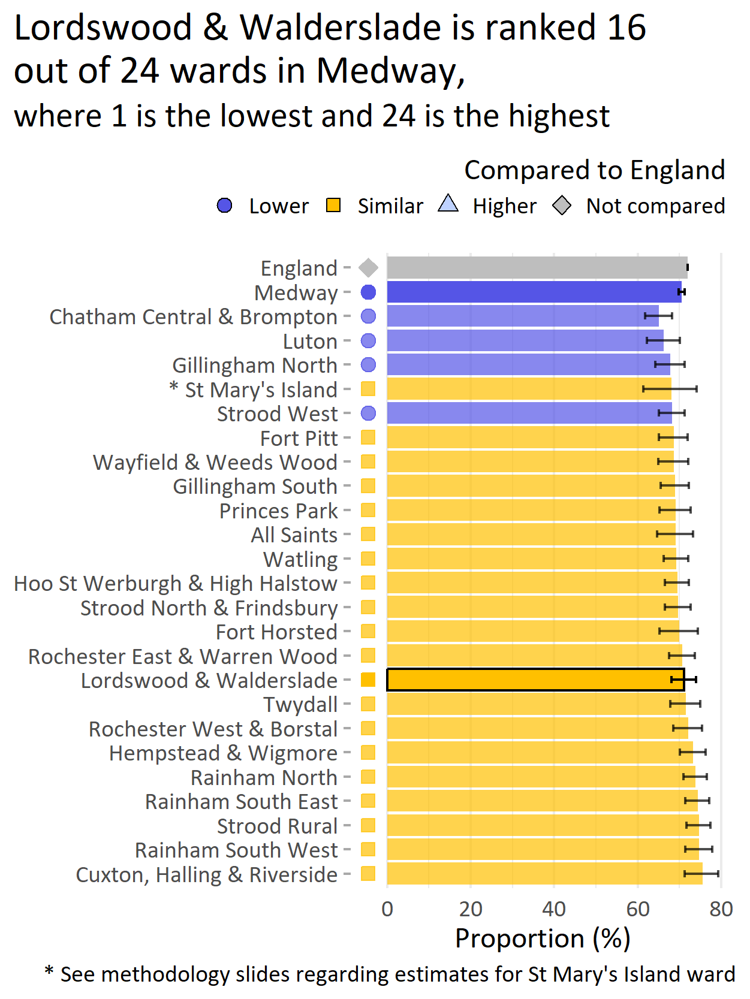 Lordswood & Walderslade is ranked 16
out of 24 wards in Medway,
where 1 is the lowest and 24 is the highest
Compared to England
Lower Similar Higher Not compared
England
Medway
Chatham Central & Brompton
Luton
Gillingham North
* St Mary's Island
Strood West
Fort Pitt
Wayfield & Weeds Wood
Gillingham South
Princes Park
All Saints
Watling
Hoo St Werburgh & High Halstow
Strood North & Frindsbury
Fort Horsted
Rochester East & Warren Wood
Lordswood & Walderslade
Twydall
Rochester West & Borstal
Hempstead & Wigmore
Rainham North
Rainham South East
Strood Rural
Rainham South West
Cuxton, Halling & Riverside
0 20 40 60 80
Proportion (%)
* See methodology slides regarding estimates for St Mary's Island ward